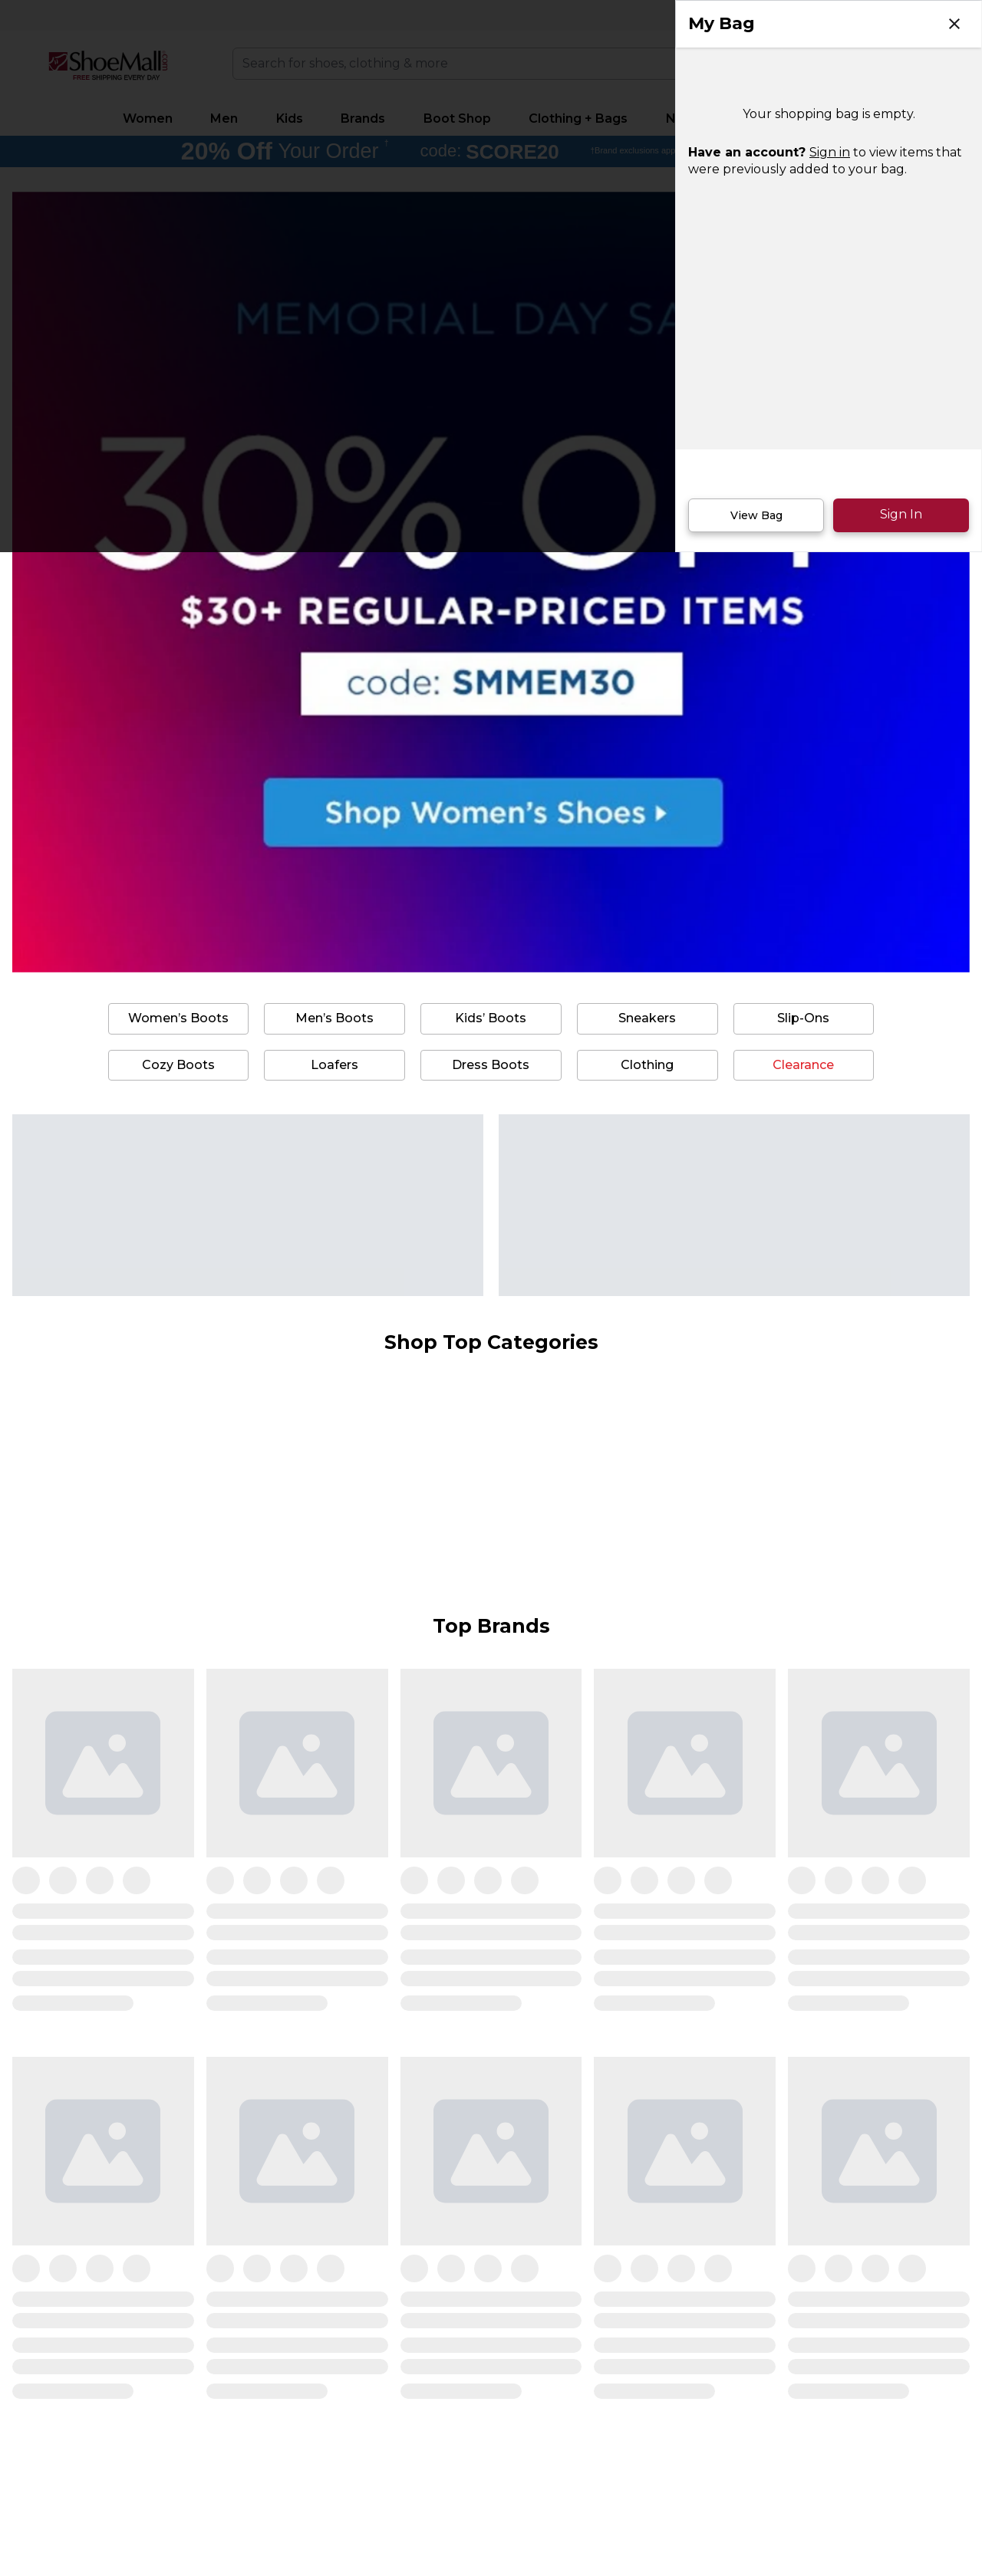 My Bag
ShoeMall
.COM
FREE SHIPPING EVERY DAY
Search for shoes, clothing & more
Women
Men
Kids
Brands
Boot Shop
Clothing + Bags
N
20% Off Your Order † code: SCORE20 †Brand exclusions app
Your shopping bag is empty.
Have an account? Sign in to view items that
were previously added to your bag.
View Bag
Sign In
MEMORIAL DAY SA
30% OFF
$30+ REGULAR-PRICED ITEMS
code: SMMEM30
Shop Women's Shoes
Women's Boots
Men's Boots
Kids' Boots
Sneakers
Slip-Ons
Cozy Boots
Loafers
Dress Boots
Clothing
Clearance
Shop Top Categories
Top Brands